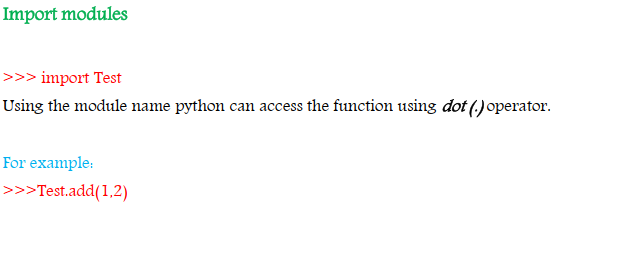 Import modules
>>> import Test
Using the module name python can access the function using dot (.) operator.
For example:
>>>Test.add(1,2)